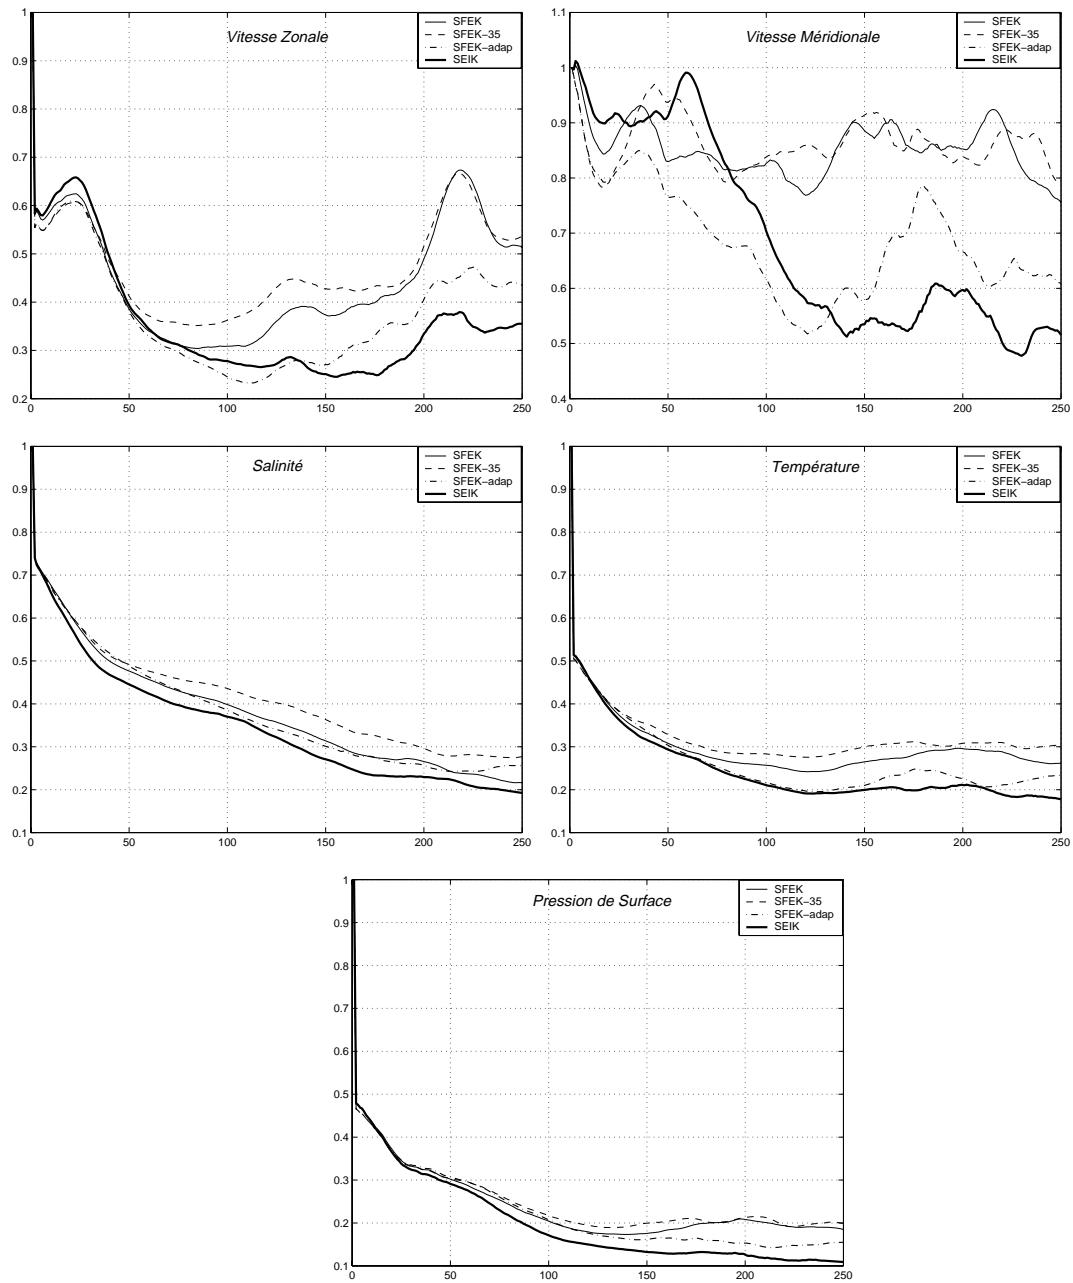 Vitesse Zonale
SFEK
SFEK-35
SFEK-adap
SEIK
1
0.9
0.8
0.7
0.6
0.5
0.4
0.3
0.2
0 50 100 150 200 250
Vitesse Méridionale
SFEK
SFEK-35
SFEK-adap
SEIK
1.1
1
0.9
0.8
0.7
0.6
0.5
0.4
0 50 100 150 200 250
Salinité
SFEK
SFEK-35
SFEK-adap
SEIK
1
0.9
0.8
0.7
0.6
0.5
0.4
0.3
0.2
0.1
0 50 100 150 200 250
Température
SFEK
SFEK-35
SFEK-adap
SEIK
1
0.9
0.8
0.7
0.6
0.5
0.4
0.3
0.2
0.1
0 50 100 150 200 250
Pression de Surface
SFEK
SFEK-35
SFEK-adap
SEIK
1
0.9
0.8
0.7
0.6
0.5
0.4
0.3
0.2
0.1
0 50 100 150 200 250